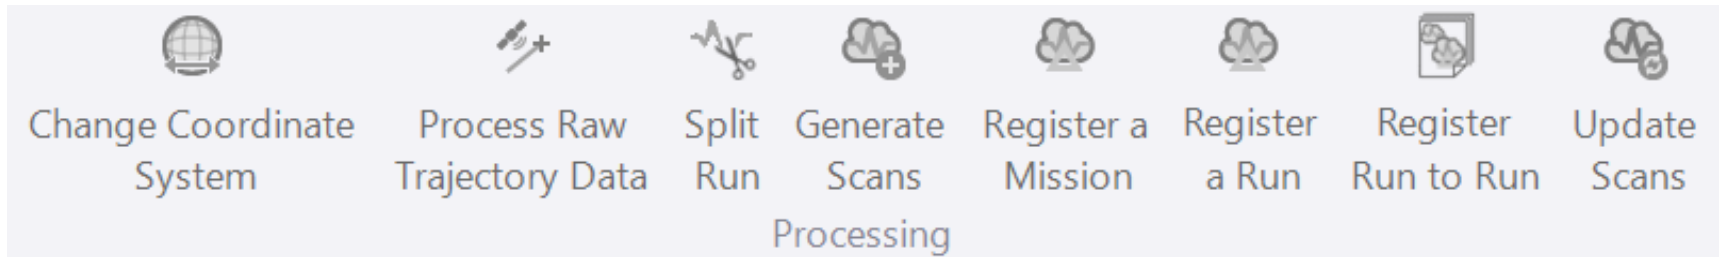 Change Coordinate
System
Process Raw
Trajectory Data
Split
Run
Generate
Scans
Register a
Mission
Register
a Run
Register
Run to Run
Update
Scans
Processing